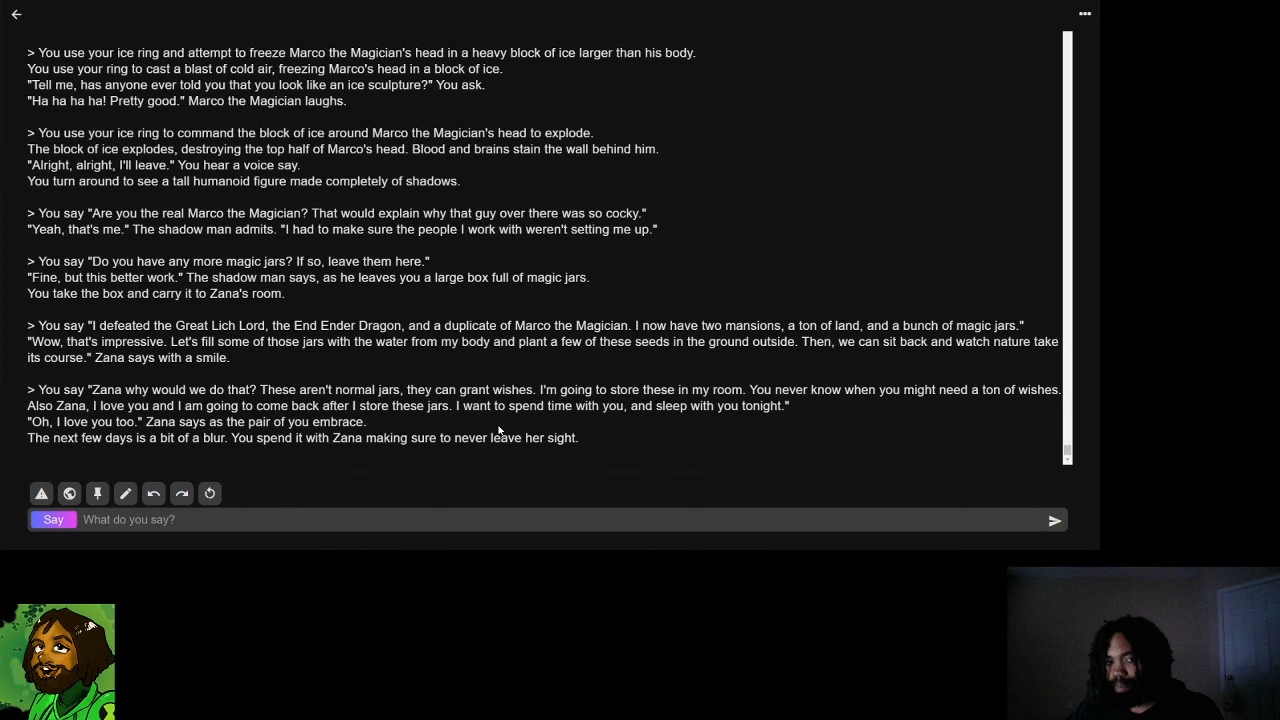 > You use your ice ring and attempt to freeze Marco the Magician's head in a heavy block of ice larger than his body.
You use your ring to cast a blast of cold air, freezing Marco's head in a block of ice.
"Tell me, has anyone ever told you that you look like an ice sculpture?" You ask.
"Ha ha ha ha! Pretty good." Marco the Magician laughs.
> You use your ice ring to command the block of ice around Marco the Magician's head to explode.
The block of ice explodes, destroying the top half of Marco's head. Blood and brains stain the wall behind him.
"Alright, alright, I'll leave." You hear a voice say.
You turn around to see a tall humanoid figure made completely of shadows.
> You say "Are you the real Marco the Magician? That would explain why that guy over there was so cocky."
"Yeah, that's me." The shadow man admits. "I had to make sure the people I work with weren't setting me up."
> You say "Do you have any more magic jars? If so, leave them here."
"Fine, but this better work." The shadow man says, as he leaves you a large box full of magic jars.
You take the box and carry it to Zana's room.
> You say "I defeated the Great Lich Lord, the End Ender Dragon, and a duplicate of Marco the Magician. I now have two mansions, a ton of land, and a bunch of magic jars."
"Wow, that's impressive. Let's fill some of those jars with the water from my body and plant a few of these seeds in the ground outside. Then, we can sit back and watch nature take
its course." Zana says with a smile.
> You say "Zana why would we do that? These aren't normal jars, they can grant wishes. I'm going to store these in my room. You never know when you might need a ton of wishes.
Also Zana, I love you and I am going to come back after I store these jars. I want to spend time with you, and sleep with you tonight."
"Oh, I love you too." Zana says as the pair of you embrace.
The next few days is a bit of a blur. You spend it with Zana making sure to never leave her sight.
Say What do you say?